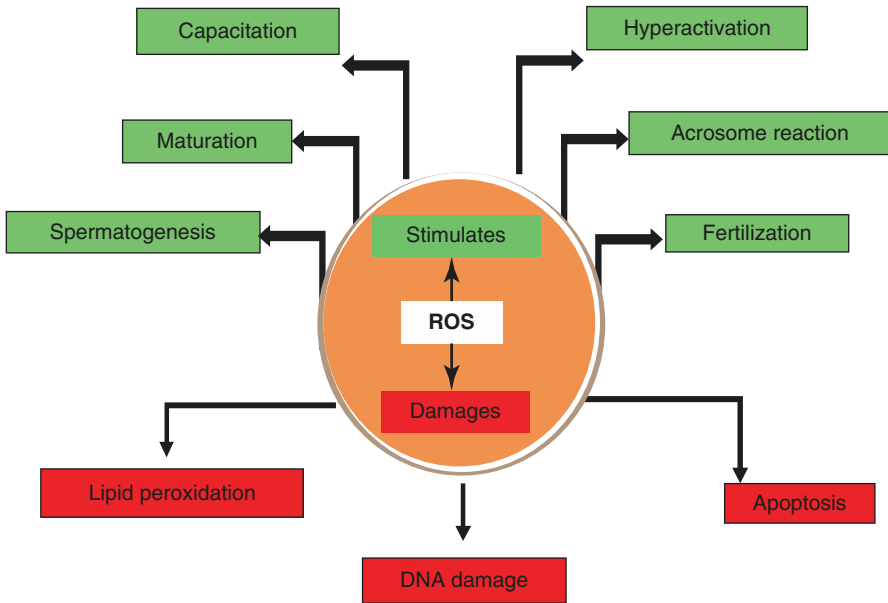 Capacitation
Hyperactivation
Maturation
Acrosome reaction
Spermatogenesis
Stimulates
Fertilization
ROS
Damages
Lipid peroxidation
Apoptosis
DNA damage